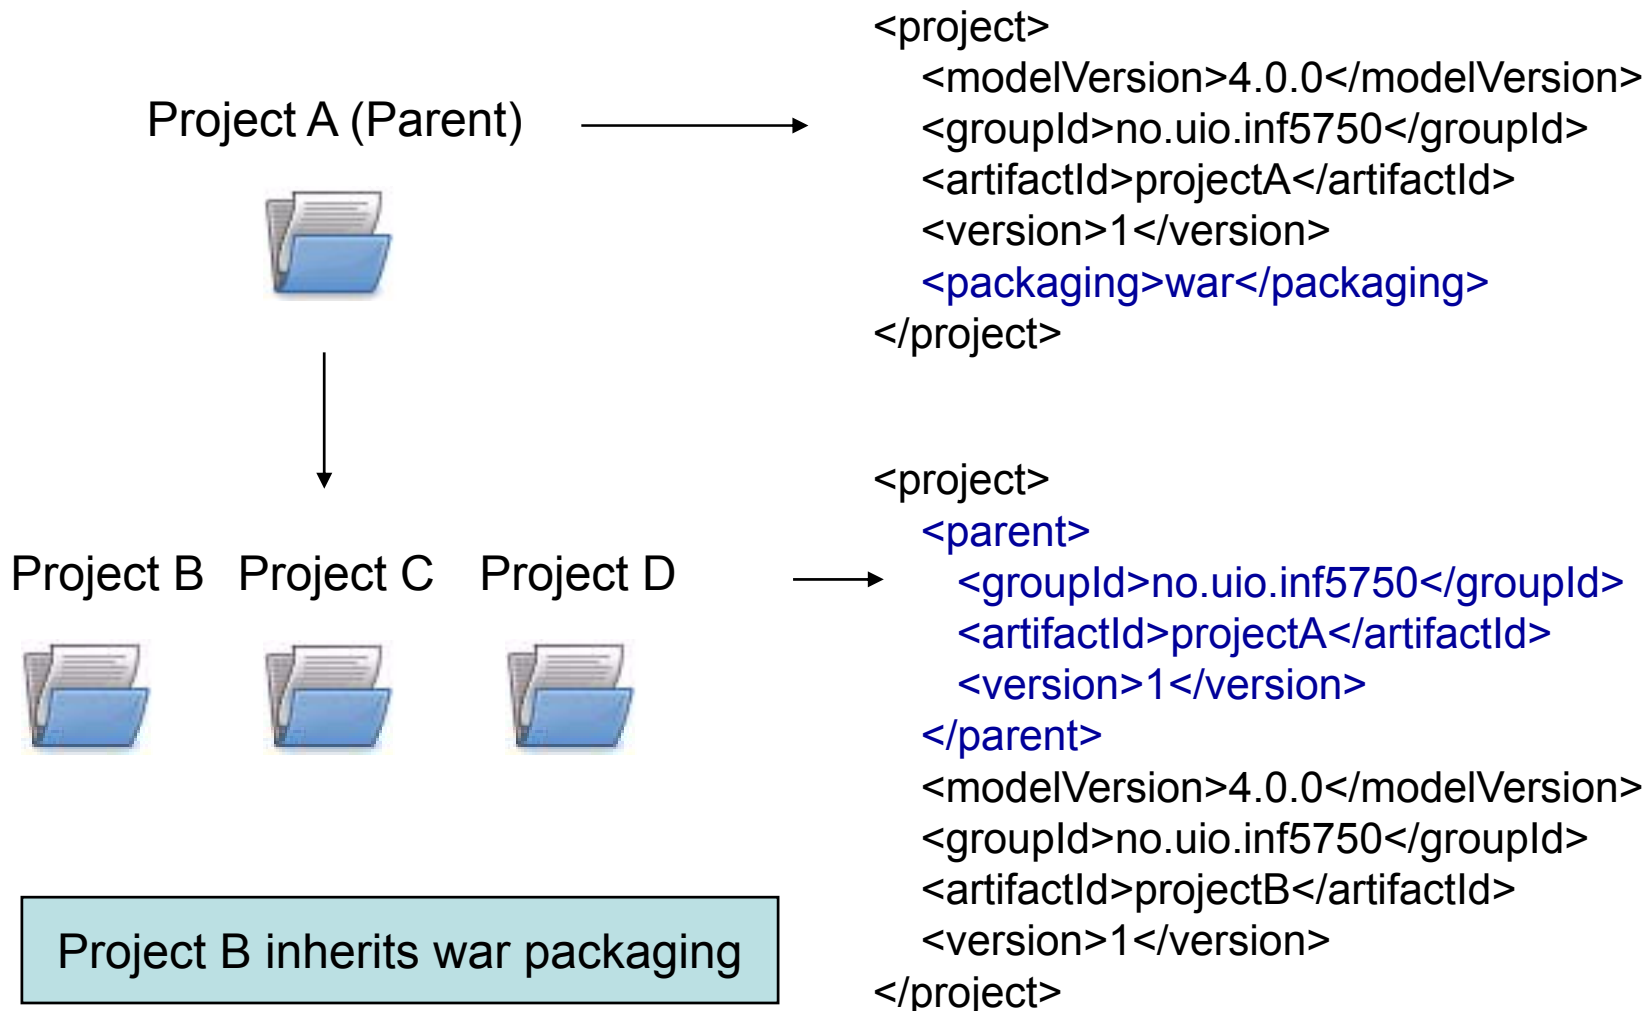 Project A (Parent)
<project>
<modelVersion>4.0.0</modelVersion>
<groupId>no.uio.inf5750</groupId>
<artifactId>projectA</artifactId>
<version>1</version>
<packaging>war</packaging>
</project>
Project B
Project C
Project D
<project>
<parent>
<groupId>no.uio.inf5750</groupId>
<artifactId>projectA</artifactId>
<version>1</version>
</parent>
<modelVersion>4.0.0</modelVersion>
<groupId>no.uio.inf5750</groupId>
<artifactId>projectB</artifactId>
<version>1</version>
</project>
Project B inherits war packaging